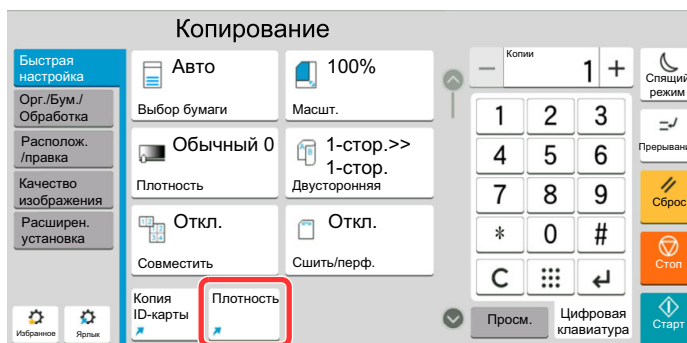 Копирование
Быстрая
настройка
Орг./Бум./
Обработка
Располож.
/правка
Качество
изображения
Расширен.
установка
Избранное
Ярлык
Авто
Выбор бумаги
100%
Масшт.
Обычный 0
Плотность
1-стор.>>
1-стор.
Двусторонняя
Откл.
Совместить
Откл.
Сшить/перф.
Копия
ID-карты
Плотность
Копии
− 1 +
1 2 3
4 5 6
7 8 9
* 0 #
C
Просм.
Цифровая
клавиатура
Спящий
режим
Прерывани
Сброс
Стоп
Старт